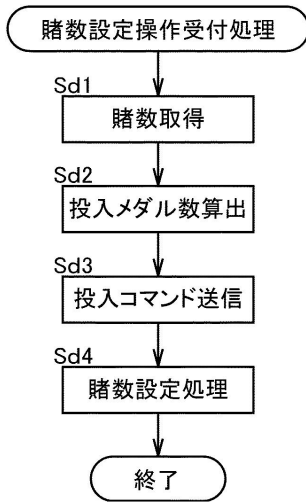 賭数設定操作受付処理
Sd1
賭数取得
Sd2
投入メダル数算出
Sd3
投入コマンド送信
Sd4
賭数設定処理
終了